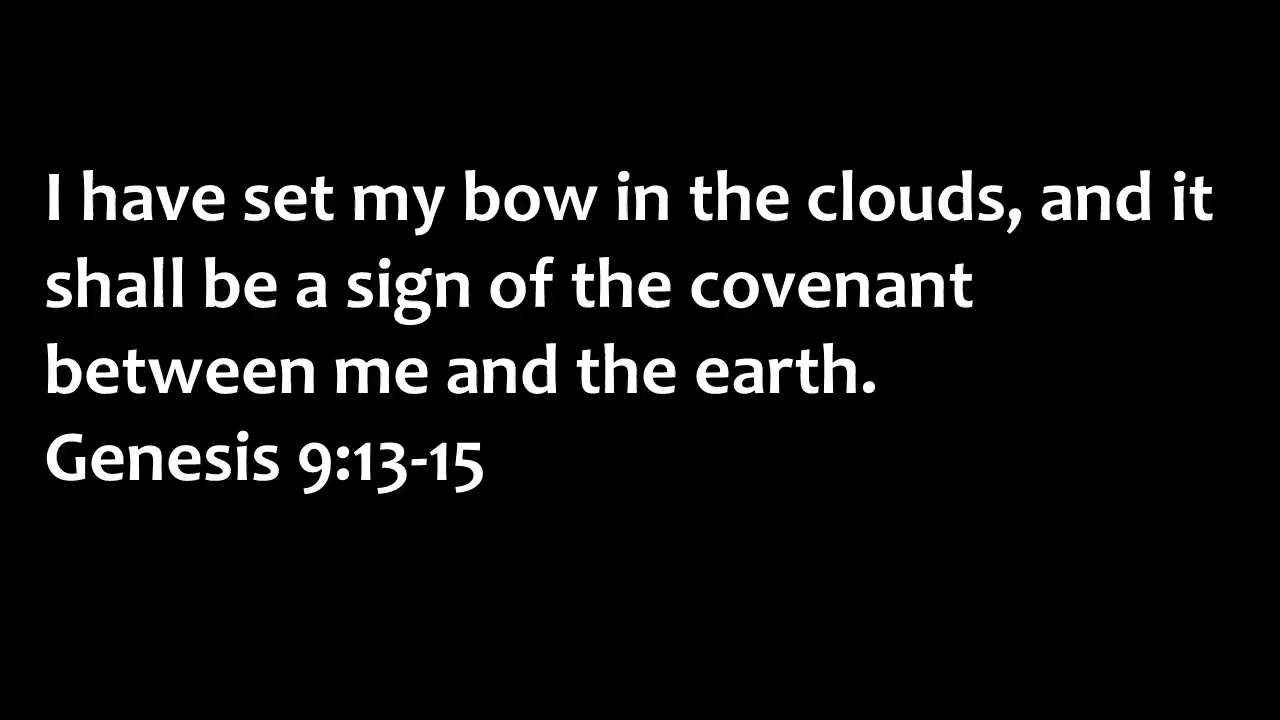 I have set my bow in the clouds, and it
shall be a sign of the covenant
between me and the earth.
Genesis 9:13-15